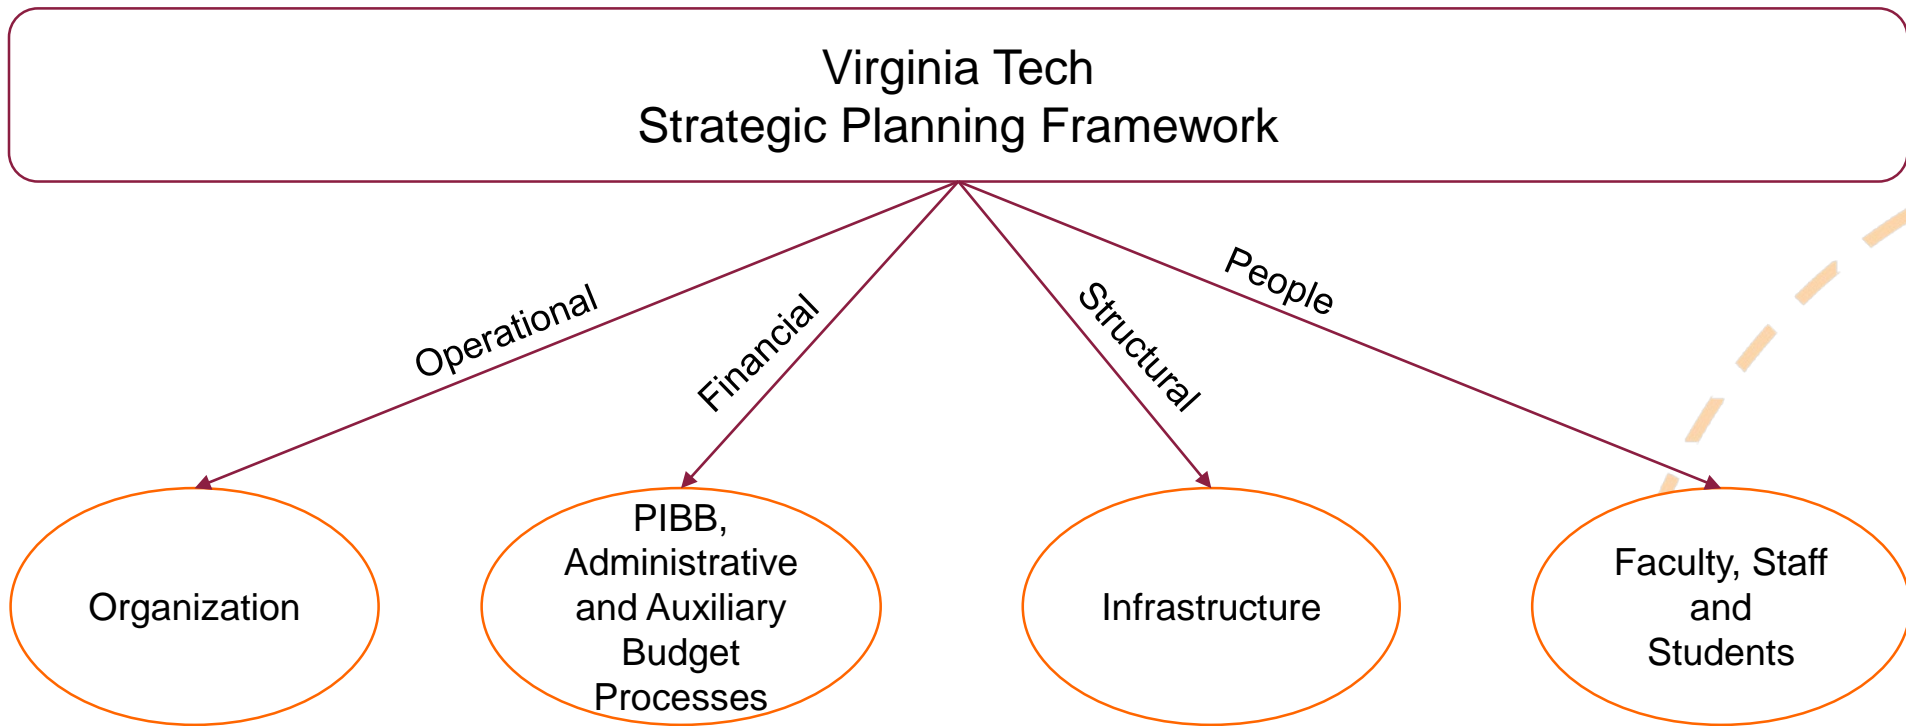 Virginia Tech
Strategic Planning Framework
Operational
Financial
Structural
People
Organization
PIBB,
Administrative
and Auxiliary
Budget
Processes
Infrastructure
Faculty, Staff
and
Students